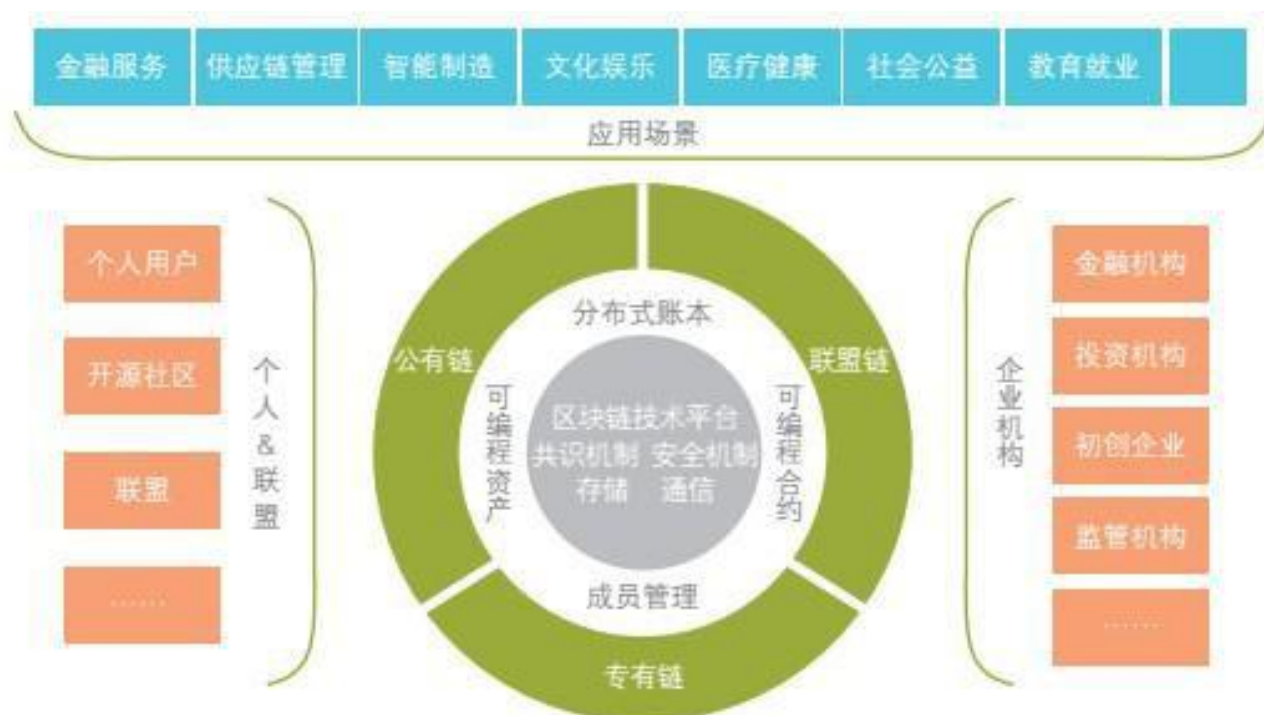 金融服务 供应链管理 智能制造 文化娱乐 医疗健康 社会公益 教育就业
应用场景
个人用户
开源社区
联盟
......
个人&联盟
公有链
联盟链
专有链
分布式账本
可编程资产
可编程合约
成员管理
区块链技术平台
共识机制 安全机制
存储 通信
企业机构
金融机构
投资机构
初创企业
监管机构
......